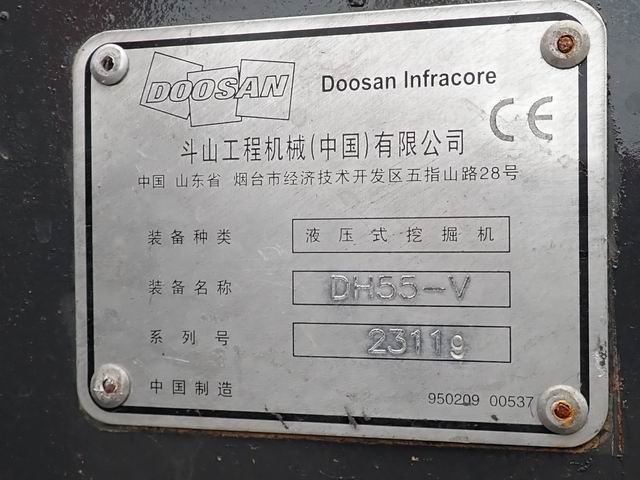 DOOSAN
Doosan Infracore
CE
斗山工程机械(中国)有限公司
中国 山东省 烟台市经济技术开发区五指山路28号
装备种类 液压式挖掘机
装备名称 DH55-V
系列号 23119
中国制造
950209 00537